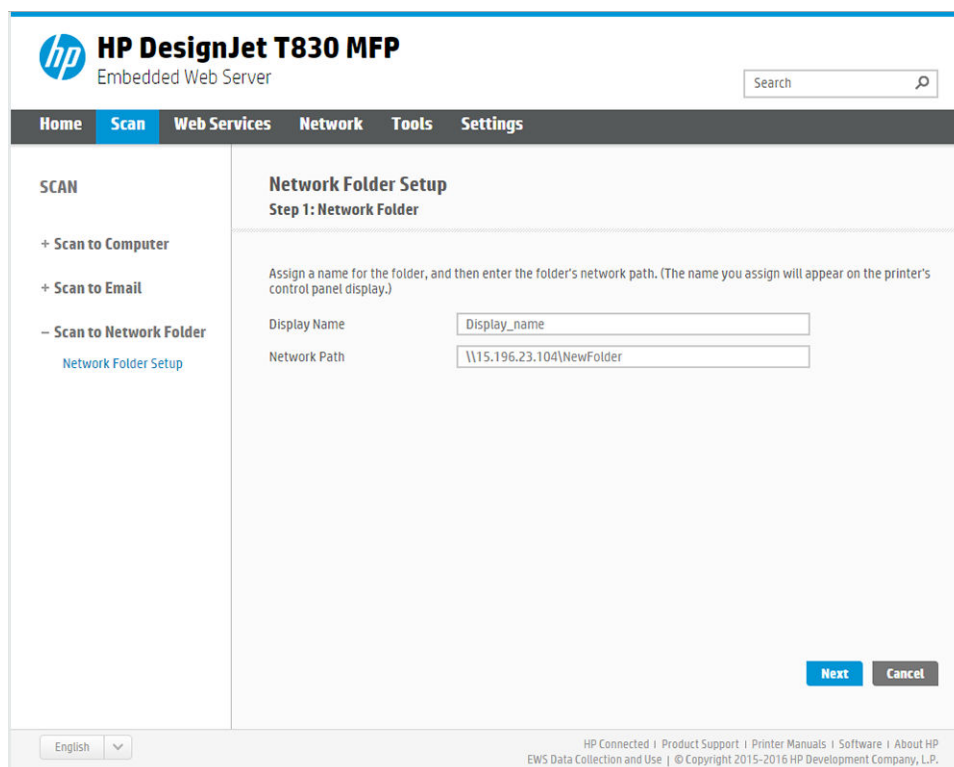 hp
HP DesignJet T830 MFP
Embedded Web Server
Search
Home Scan Web Services Network Tools Settings
SCAN
+ Scan to Computer
+ Scan to Email
– Scan to Network Folder
Network Folder Setup
Network Folder Setup
Step 1: Network Folder
Assign a name for the folder, and then enter the folder's network path. (The name you assign will appear on the printer's
control panel display.)
Display Name Display_name
Network Path \\15.196.23.104\NewFolder
Next Cancel
English
HP Connected | Product Support | Printer Manuals | Software | About HP
EWS Data Collection and Use | © Copyright 2015-2016 HP Development Company, L.P.